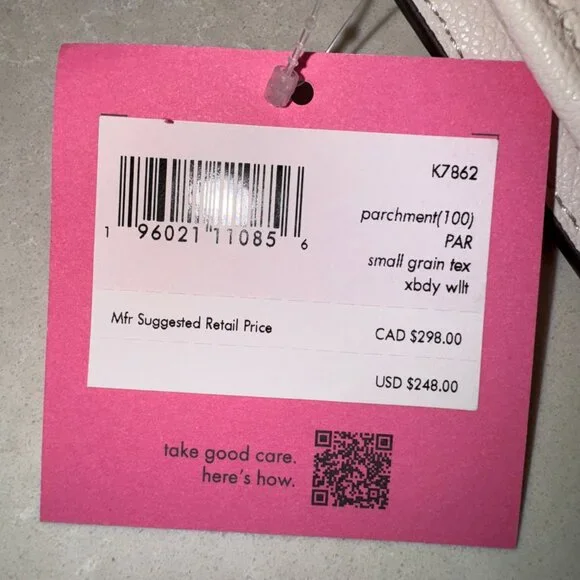 K7862
1 96021 11085 6
parchment(100)
PAR
small grain tex
xbdy wllt
Mfr Suggested Retail Price
CAD $298.00
USD $248.00
take good care.
here's how.